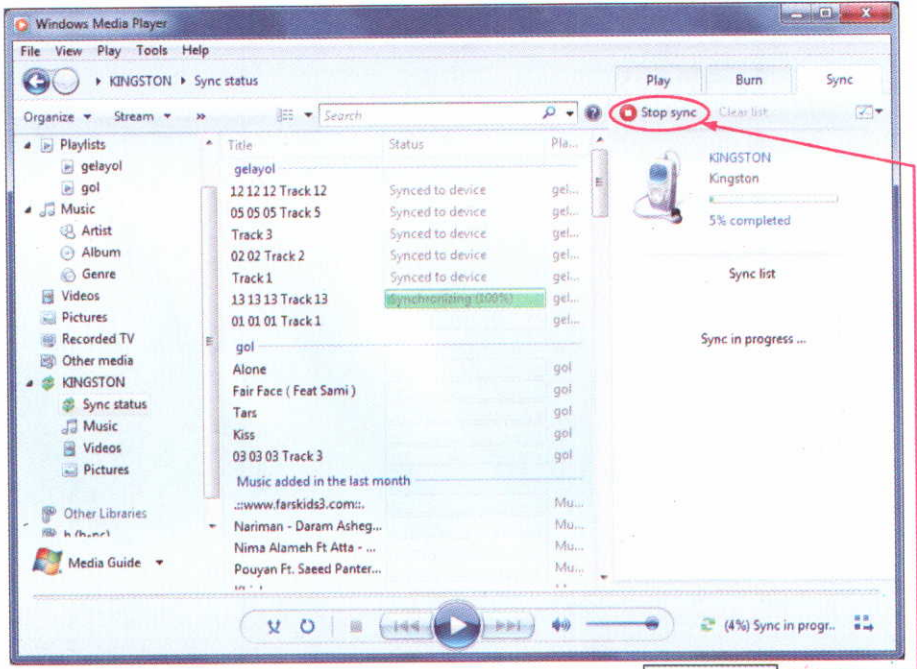 Windows Media Player
File View Play Tools Help
KINGSTON Sync status
Play Burn Sync
Organize Stream » Search Stop sync Clear list
Playlists
gelayol
gol
Music
Artist
Album
Genre
Videos
Pictures
Recorded TV
Other media
KINGSTON
Sync status
Music
Videos
Pictures
Other Libraries
Media Guide
Title Status Pla...
gelayol
12 12 12 Track 12 Synced to device gel...
05 05 05 Track 5 Synced to device gel...
Track 3 Synced to device gel...
02 02 Track 2 Synced to device gel...
Track 1 Synced to device gel...
13 13 13 Track 13 Synchronizing (100%) gel...
01 01 01 Track 1 gel...
gol
Alone gol
Fair Face ( Feat Sami ) gol
Tars gol
Kiss gol
03 03 03 Track 3 gol
Music added in the last month
.::www.farskids3.com::. Mu...
Nariman - Daram Asheg... Mu...
Nima Alameh Ft Atta - ... Mu...
Pouyan Ft. Saeed Panter... Mu...
KINGSTON
Kingston
5% completed
Sync list
Sync in progress ...
(4%) Sync in progr..